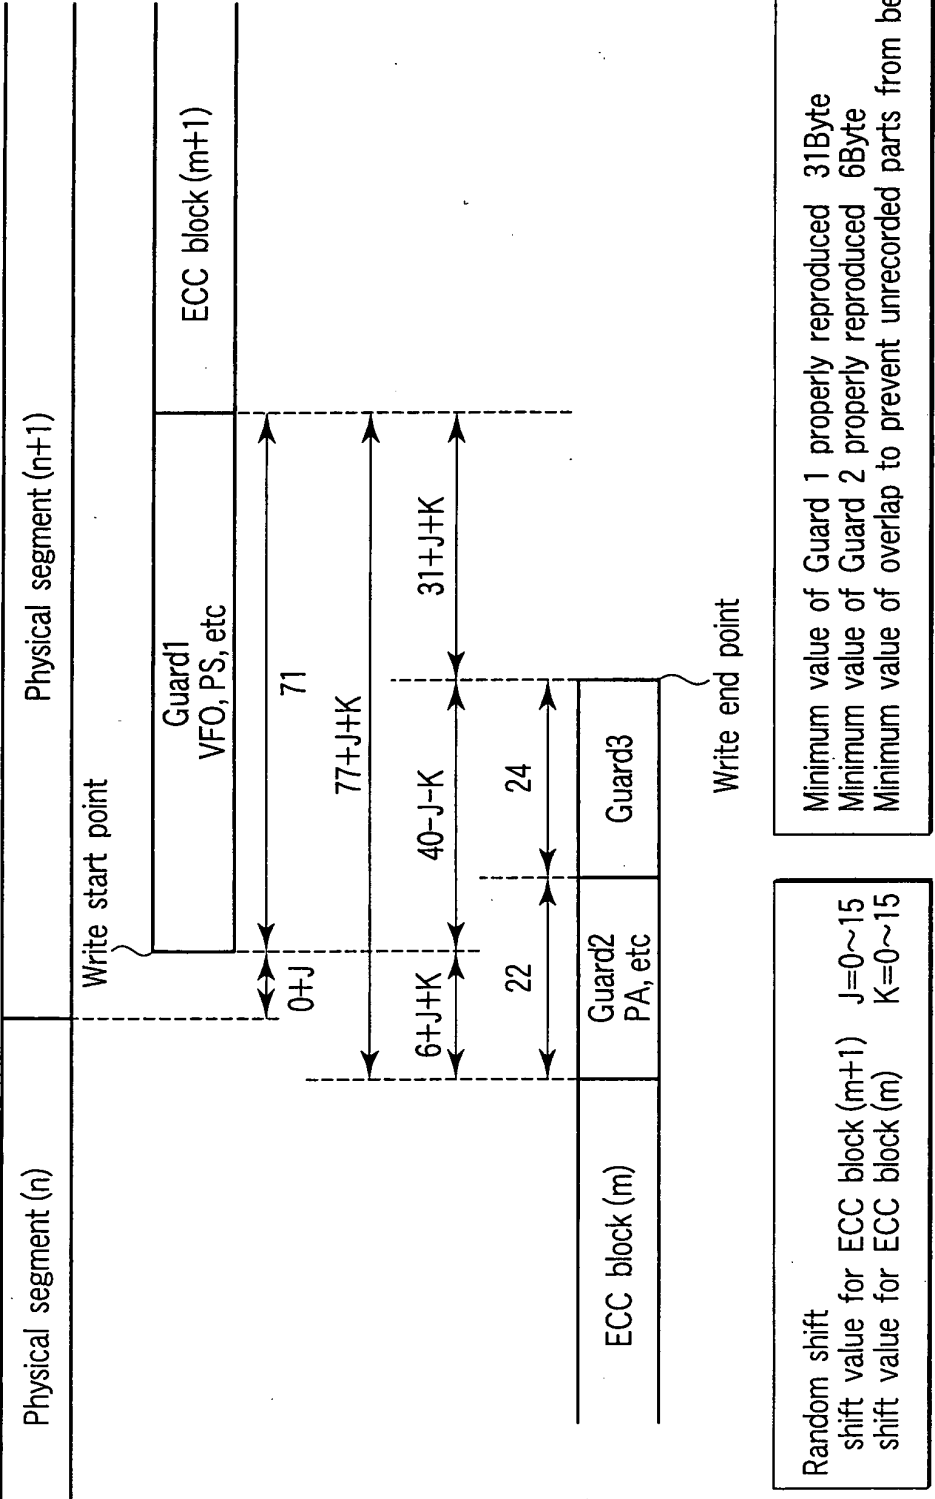 Physical segment (n)
Physical segment (n+1)
Write start point
Guard1
VFO, PS, etc
ECC block (m+1)
0+J
71
77+J+K
6+J+K
40-J-K
31+J+K
22
24
ECC block (m)
Guard2
PA, etc
Guard3
Write end point
Random shift
shift value for ECC block (m+1) J=0~15
shift value for ECC block (m) K=0~15
Minimum value of Guard 1 properly reproduced 31Byte
Minimum value of Guard 2 properly reproduced 6Byte
Minimum value of overlap to prevent unrecorded parts from